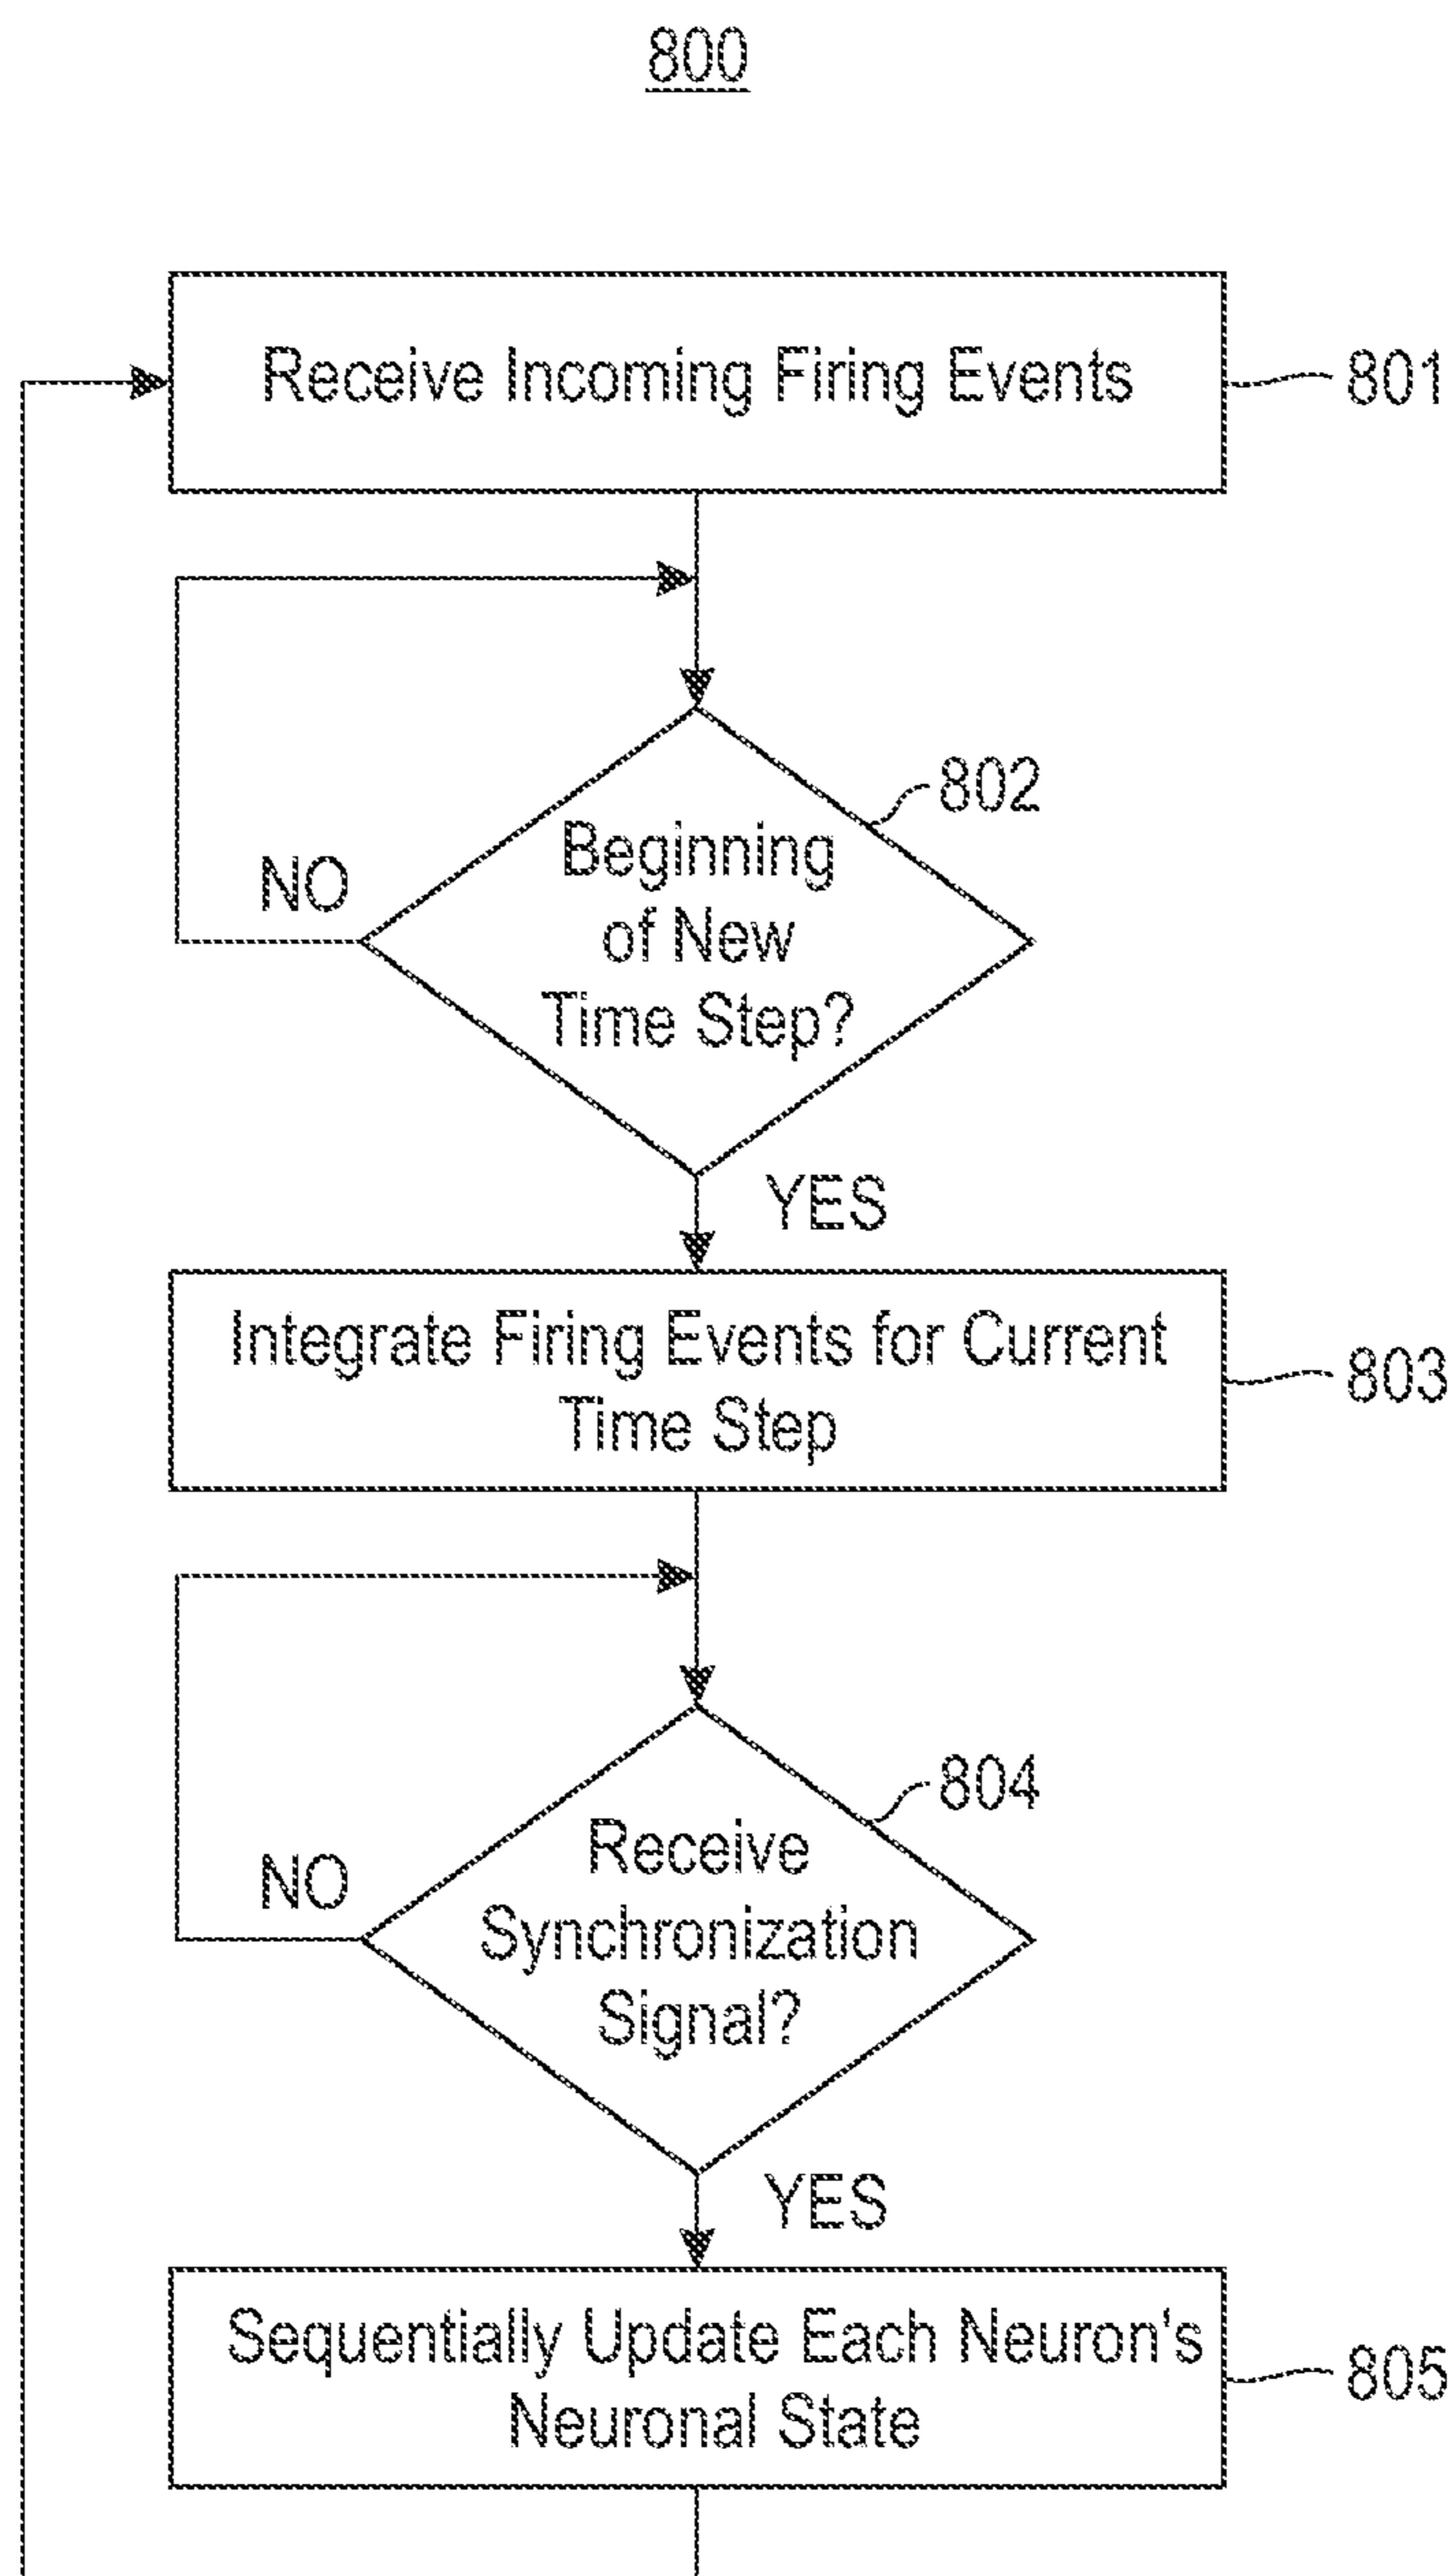 800
Receive Incoming Firing Events
801
802
Beginning
of New
Time Step?
NO
YES
Integrate Firing Events for Current
Time Step
803
804
Receive
Synchronization
Signal?
NO
YES
Sequentially Update Each Neuron's
Neuronal State
805